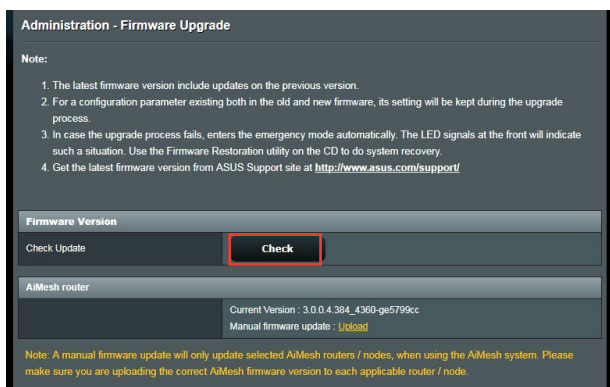 Administration - Firmware Upgrade
Note:
1. The latest firmware version include updates on the previous version.
2. For a configuration parameter existing both in the old and new firmware, its setting will be kept during the upgrade
process.
3. In case the upgrade process fails, enters the emergency mode automatically. The LED signals at the front will indicate
such a situation. Use the Firmware Restoration utility on the CD to do system recovery.
4. Get the latest firmware version from ASUS Support site at http://www.asus.com/support/
Firmware Version
Check Update Check
AiMesh router
Current Version : 3.0.0.4.384_4360-ge5799cc
Manual firmware update : Upload
Note: A manual firmware update will only update selected AiMesh routers / nodes, when using the AiMesh system. Please
make sure you are uploading the correct AiMesh firmware version to each applicable router / node.